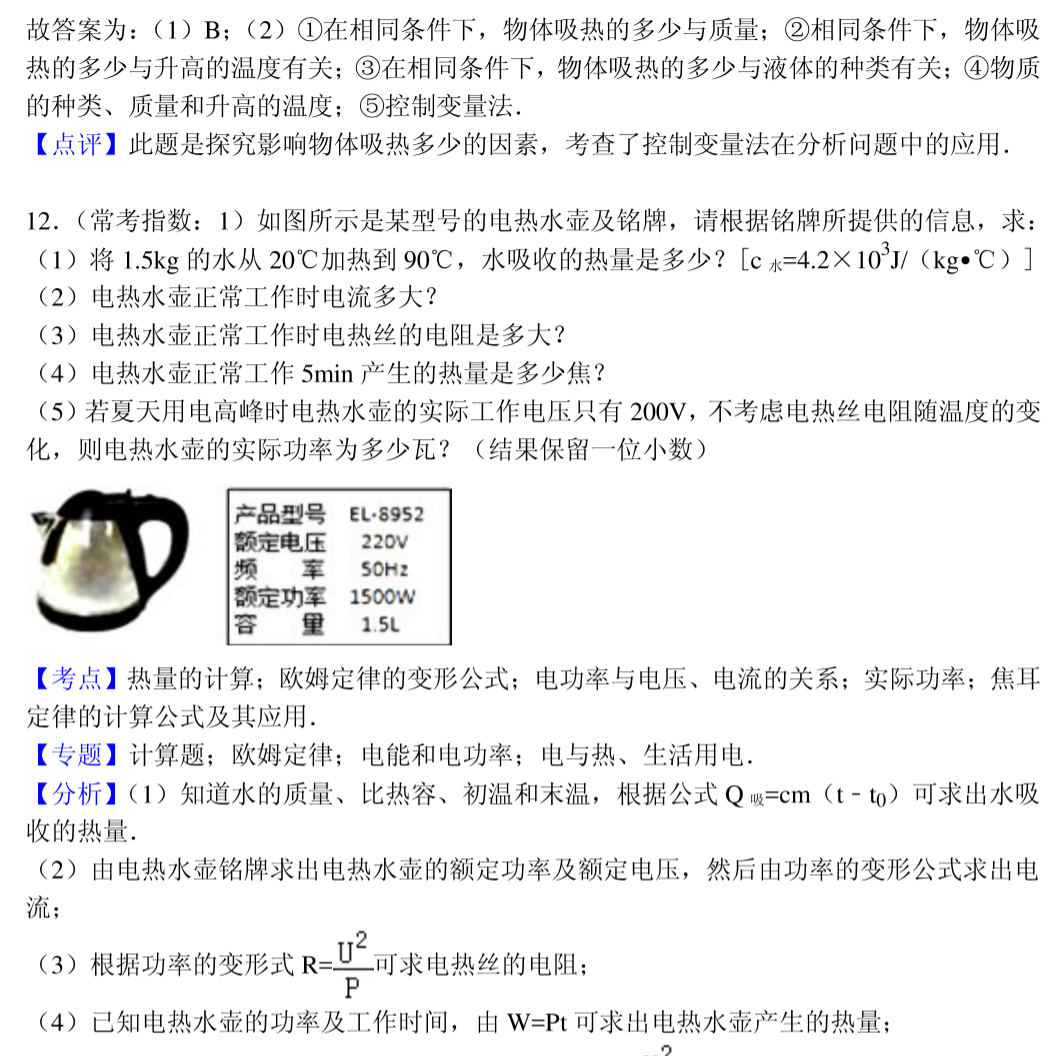 故答案为：（1）B；（2）①在相同条件下，物体吸热的多少与质量；②相同条件下，物体吸
热的多少与升高的温度有关；③在相同条件下，物体吸热的多少与液体的种类有关；④物质
的种类、质量和升高的温度；⑤控制变量法．
【点评】此题是探究影响物体吸热多少的因素，考查了控制变量法在分析问题中的应用．
12．（常考指数：1）如图所示是某型号的电热水壶及铭牌，请根据铭牌所提供的信息，求：
（1）将 1.5kg 的水从 20℃加热到 90℃，水吸收的热量是多少？[c 水=4.2×10³J/（kg•℃）]
（2）电热水壶正常工作时电流多大？
（3）电热水壶正常工作时电热丝的电阻是多大？
（4）电热水壶正常工作 5min 产生的热量是多少焦？
（5）若夏天用电高峰时电热水壶的实际工作电压只有 200V，不考虑电热丝电阻随温度的变
化，则电热水壶的实际功率为多少瓦？（结果保留一位小数）
产品型号 EL-8952
额定电压 220V
频 率 50Hz
额定功率 1500W
容 量 1.5L
【考点】热量的计算；欧姆定律的变形公式；电功率与电压、电流的关系；实际功率；焦耳
定律的计算公式及其应用．
【专题】计算题；欧姆定律；电能和电功率；电与热、生活用电．
【分析】（1）知道水的质量、比热容、初温和末温，根据公式 Q 吸=cm（t﹣t₀）可求出水吸
收的热量．
（2）由电热水壶铭牌求出电热水壶的额定功率及额定电压，然后由功率的变形公式求出电
流；
（3）根据功率的变形式 R=U²/P可求电热丝的电阻；
（4）已知电热水壶的功率及工作时间，由 W=Pt 可求出电热水壶产生的热量；